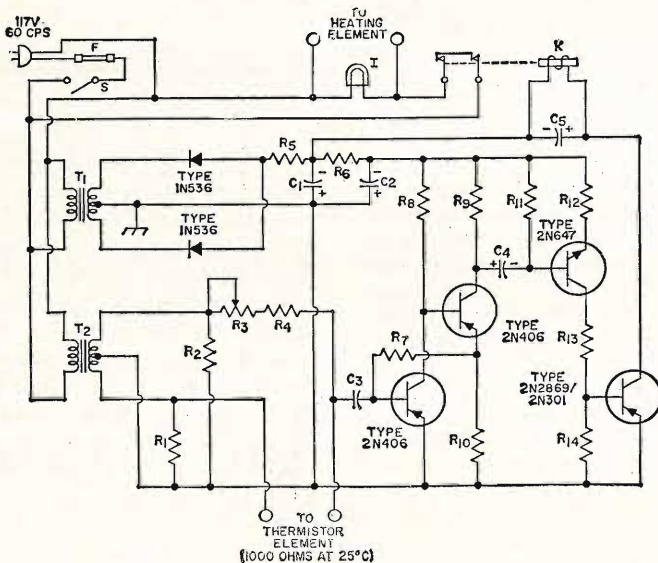 117V
60 CPS
F
S
TO
HEATING
ELEMENT
I
K
C5
- +
T1
TYPE
1N536
TYPE
1N536
R5
R6
C1
-
+
C2
-
+
R8
R9
R11
R12
C4
+ -
TYPE
2N647
T2
R3
R4
R2
R1
C3
R7
TYPE
2N406
TYPE
2N406
R10
R13
TYPE
2N2869/
2N301
R14
TO
THERMISTOR
ELEMENT
(1000 OHMS AT 25°C)